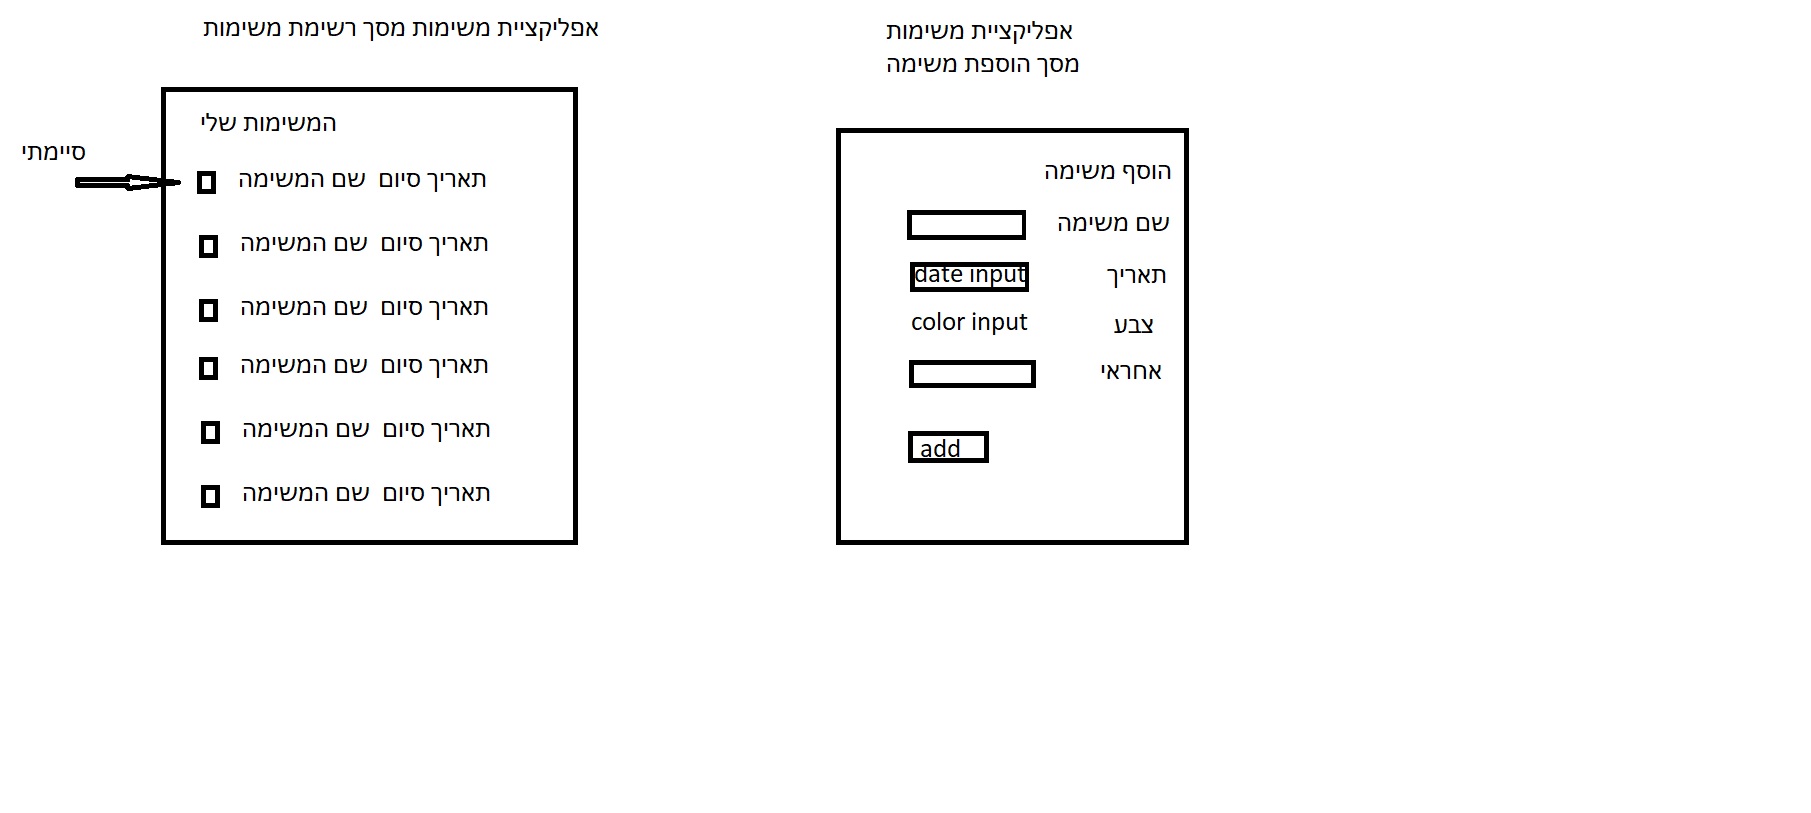 אפליקציית משימות מסך רשימת משימות
המשימות שלי
סיימתי
תאריך סיום  שם המשימה
תאריך סיום  שם המשימה
תאריך סיום  שם המשימה
תאריך סיום  שם המשימה
תאריך סיום  שם המשימה
תאריך סיום  שם המשימה
אפליקציית משימות
מסך הוספת משימה
הוסף משימה
שם משימה
תאריך date input
צבע color input
אחראי
add